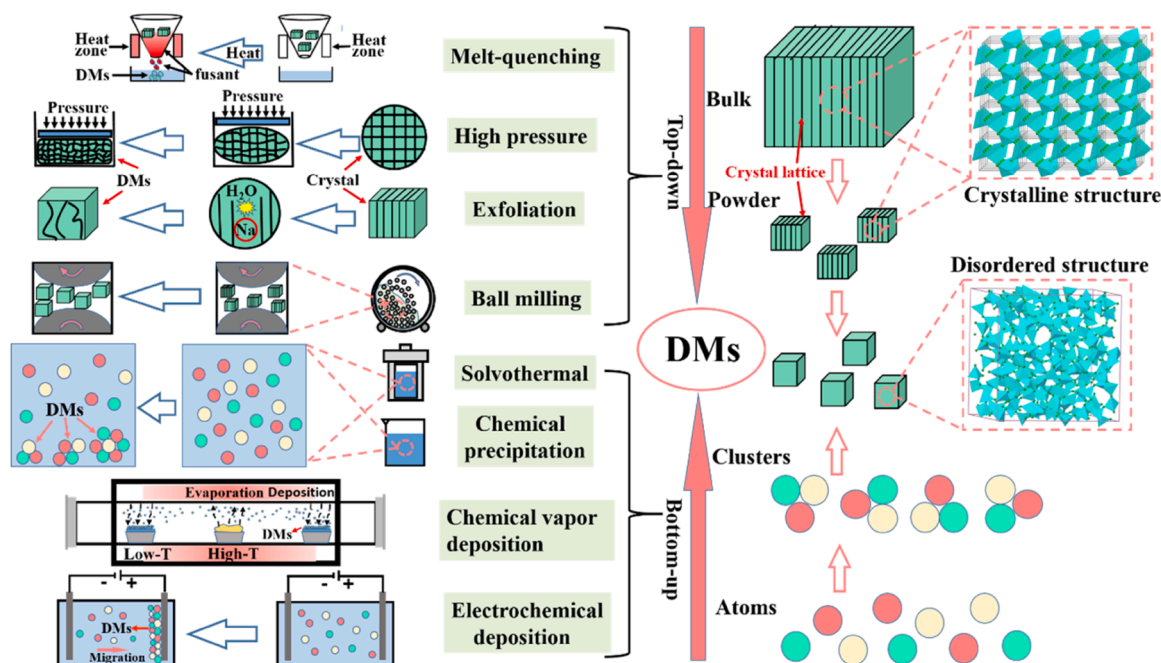 Heat
zone
Heat
Heat
zone
DMs
fusant
Melt-quenching
Pressure
Pressure
High pressure
DMs
Crystal
H₂O
Na
Exfoliation
Ball milling
DMs
Solvothermal
Chemical
precipitation
Evaporation Deposition
DMs
Low-T
High-T
Chemical vapor
deposition
- +
- +
DMs
Migration
Electrochemical
deposition
Top-down
DMs
Bottom-up
Bulk
Crystal lattice
Powder
Crystalline structure
Disordered structure
Clusters
Atoms